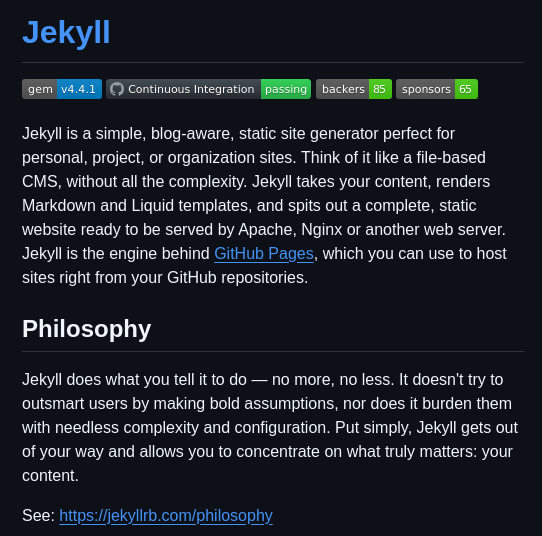 Jekyll
gem v4.4.1 Continuous Integration passing backers 85 sponsors 65
Jekyll is a simple, blog-aware, static site generator perfect for
personal, project, or organization sites. Think of it like a file-based
CMS, without all the complexity. Jekyll takes your content, renders
Markdown and Liquid templates, and spits out a complete, static
website ready to be served by Apache, Nginx or another web server.
Jekyll is the engine behind GitHub Pages, which you can use to host
sites right from your GitHub repositories.
Philosophy
Jekyll does what you tell it to do — no more, no less. It doesn't try to
outsmart users by making bold assumptions, nor does it burden them
with needless complexity and configuration. Put simply, Jekyll gets out
of your way and allows you to concentrate on what truly matters: your
content.
See: https://jekyllrb.com/philosophy